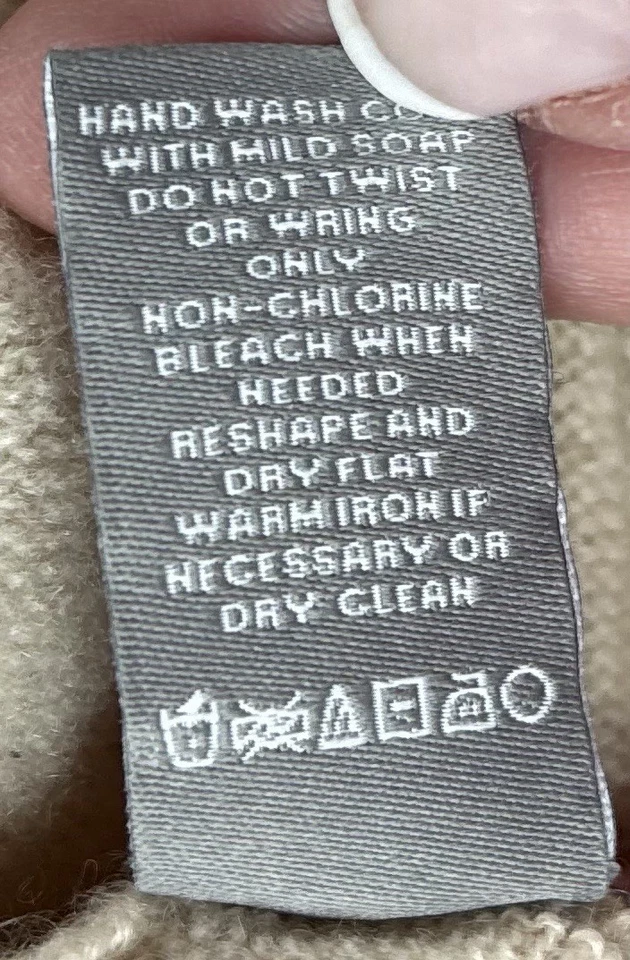 HAND WASH
WITH MILD SOAP
DO NOT TWIST
OR WRING
ONLY
NON-CHLORINE
BLEACH WHEN
NEEDED
RESHAPE AND
DRY FLAT
WARM IRON IF
NECESSARY OR
DRY CLEAN